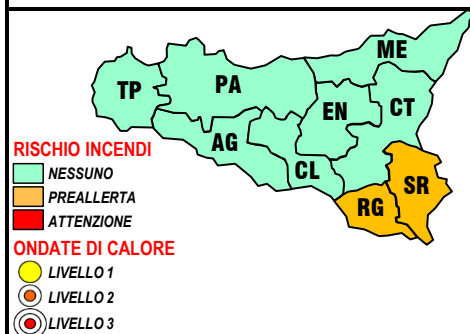 ME
TP
PA
EN
CT
AG
CL
SR
RG
RISCHIO INCENDI
NESSUNO
PREALLERTA
ATTENZIONE
ONDATE DI CALORE
LIVELLO 1
LIVELLO 2
LIVELLO 3